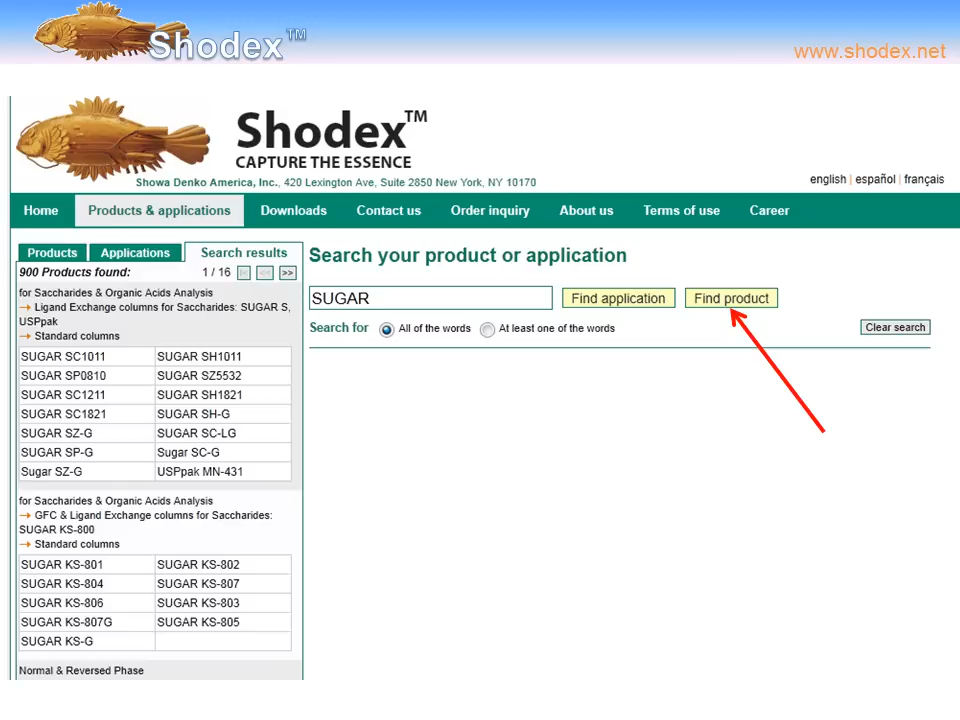 Shodex™
www.shodex.net
Shodex™
CAPTURE THE ESSENCE
Showa Denko America, Inc., 420 Lexington Ave, Suite 2850 New York, NY 10170
english | español | français
Home Products & applications Downloads Contact us Order inquiry About us Terms of use Career
Products Applications Search results
900 Products found: 1 / 16 |< << >>
for Saccharides & Organic Acids Analysis
→ Ligand Exchange columns for Saccharides: SUGAR S,
USPpak
→ Standard columns
SUGAR SC1011 SUGAR SH1011
SUGAR SP0810 SUGAR SZ5532
SUGAR SC1211 SUGAR SH1821
SUGAR SC1821 SUGAR SH-G
SUGAR SZ-G SUGAR SC-LG
SUGAR SP-G Sugar SC-G
Sugar SZ-G USPpak MN-431
for Saccharides & Organic Acids Analysis
→ GFC & Ligand Exchange columns for Saccharides:
SUGAR KS-800
→ Standard columns
SUGAR KS-801 SUGAR KS-802
SUGAR KS-804 SUGAR KS-807
SUGAR KS-806 SUGAR KS-803
SUGAR KS-807G SUGAR KS-805
SUGAR KS-G
Normal & Reversed Phase
Search your product or application
SUGAR Find application Find product
Search for All of the words At least one of the words Clear search